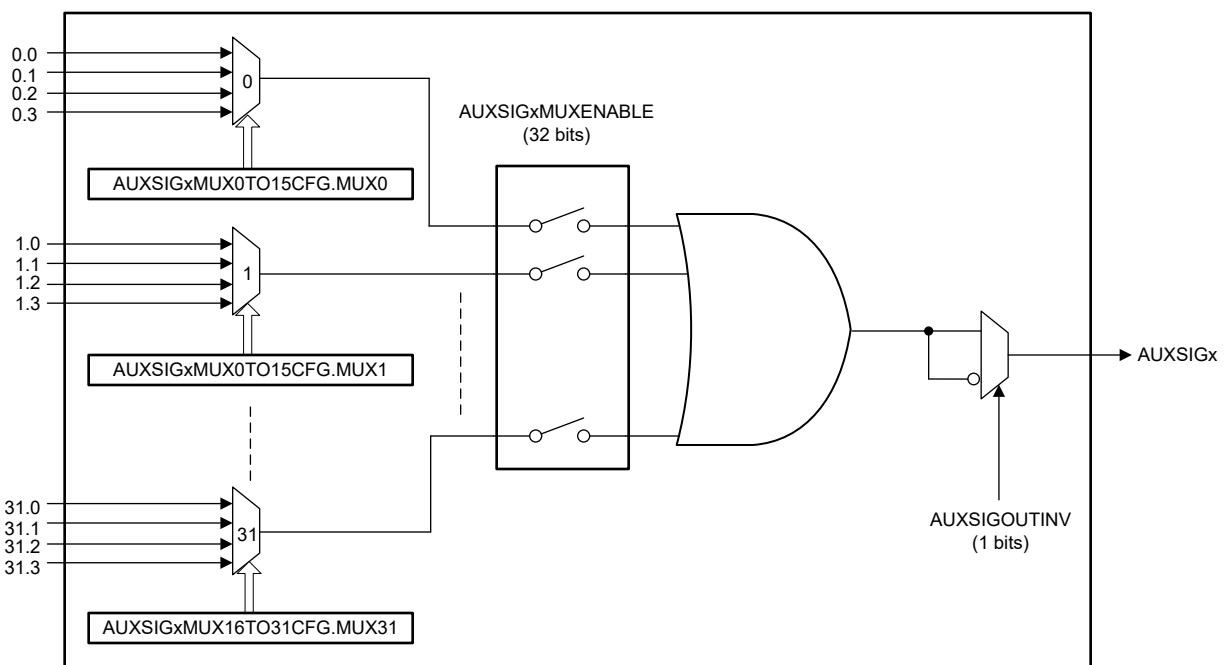 0.0
0.1
0.2
0.3
0
AUXSIGxMUX0TO15CFG.MUX0
AUXSIGxMUXENABLE
(32 bits)
1.0
1.1
1.2
1.3
1
AUXSIGxMUX0TO15CFG.MUX1
AUXSIGx
31.0
31.1
31.2
31.3
31
AUXSIGxMUX16TO31CFG.MUX31
AUXSIGOUTINV
(1 bits)